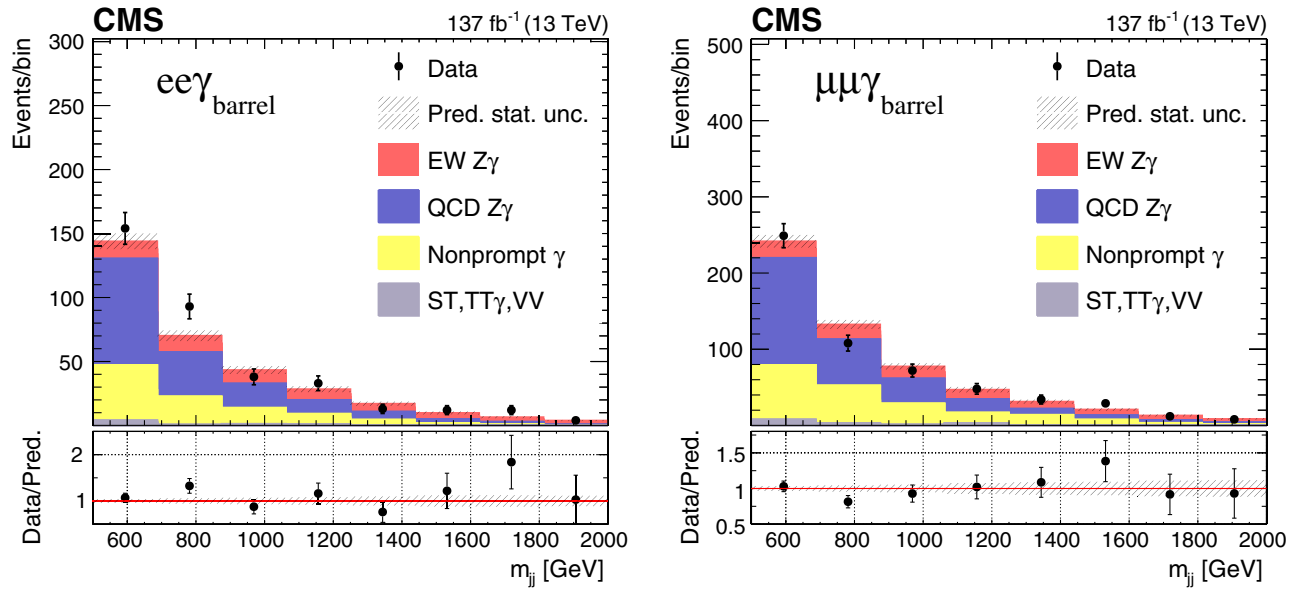 CMS
137 fb⁻¹ (13 TeV)
Events/bin
300
250
200
150
100
50
eeγ_barrel
Data
Pred. stat. unc.
EW Zγ
QCD Zγ
Nonprompt γ
ST,TTγ,VV
Data/Pred.
2
1
600 800 1000 1200 1400 1600 1800 2000
m_jj [GeV]
CMS
137 fb⁻¹ (13 TeV)
Events/bin
500
400
300
200
100
μμγ_barrel
Data
Pred. stat. unc.
EW Zγ
QCD Zγ
Nonprompt γ
ST,TTγ,VV
Data/Pred.
1.5
1
0.5
600 800 1000 1200 1400 1600 1800 2000
m_jj [GeV]